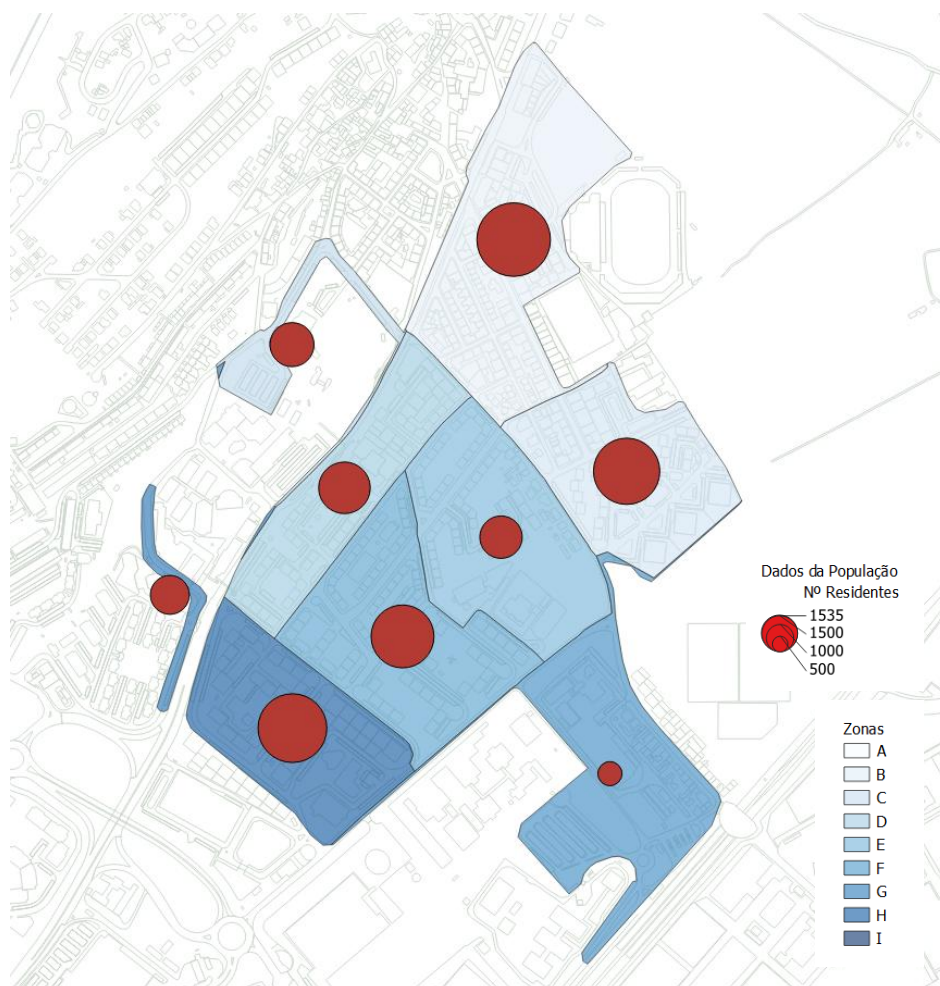 Dados da População
Nº Residentes
1535
1500
1000
500
Zonas
A
B
C
D
E
F
G
H
I